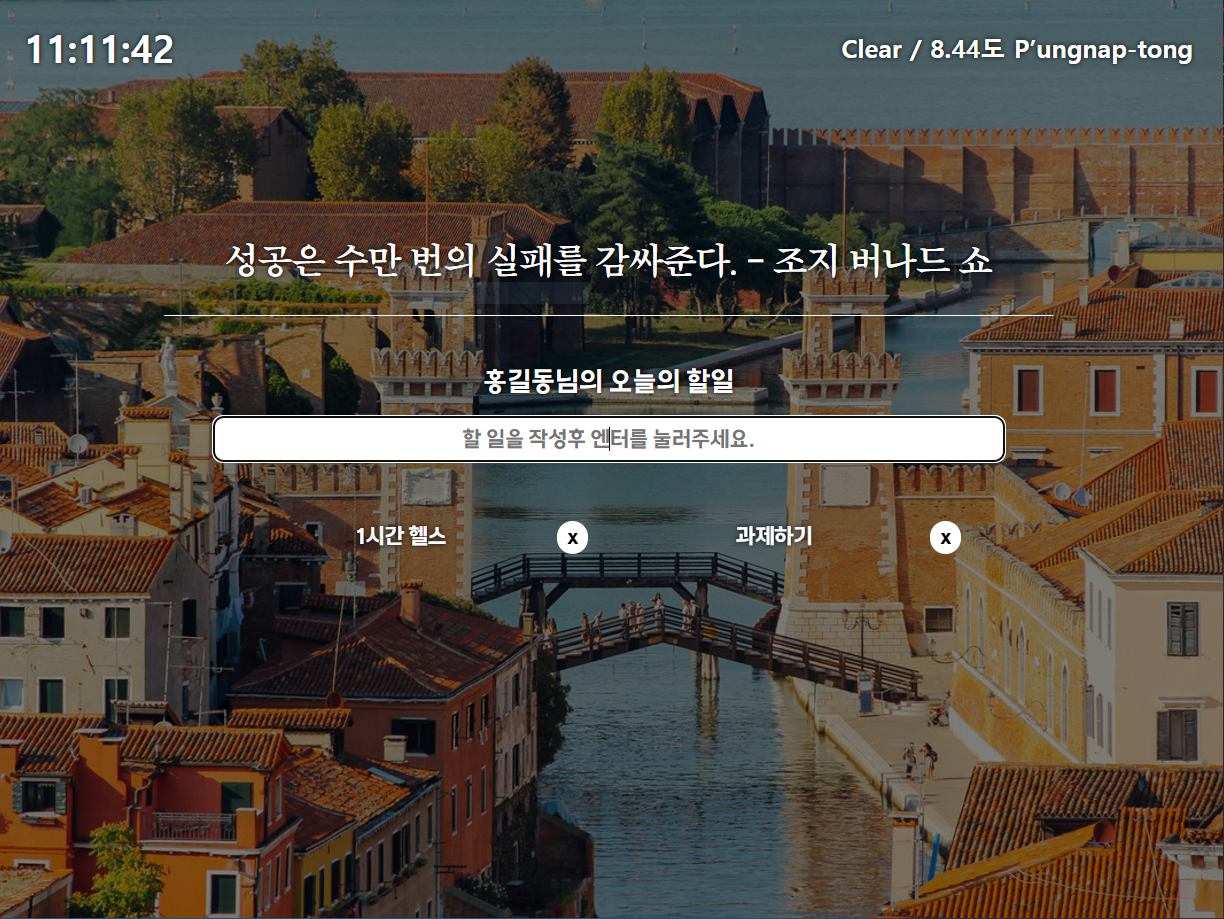 11:11:42
Clear / 8.44도 P’ungnap-tong
성공은 수만 번의 실패를 감싸준다. - 조지 버나드 쇼
홍길동님의 오늘의 할일
할 일을 작성후 엔터를 눌러주세요.
1시간 헬스 x 과제하기 x